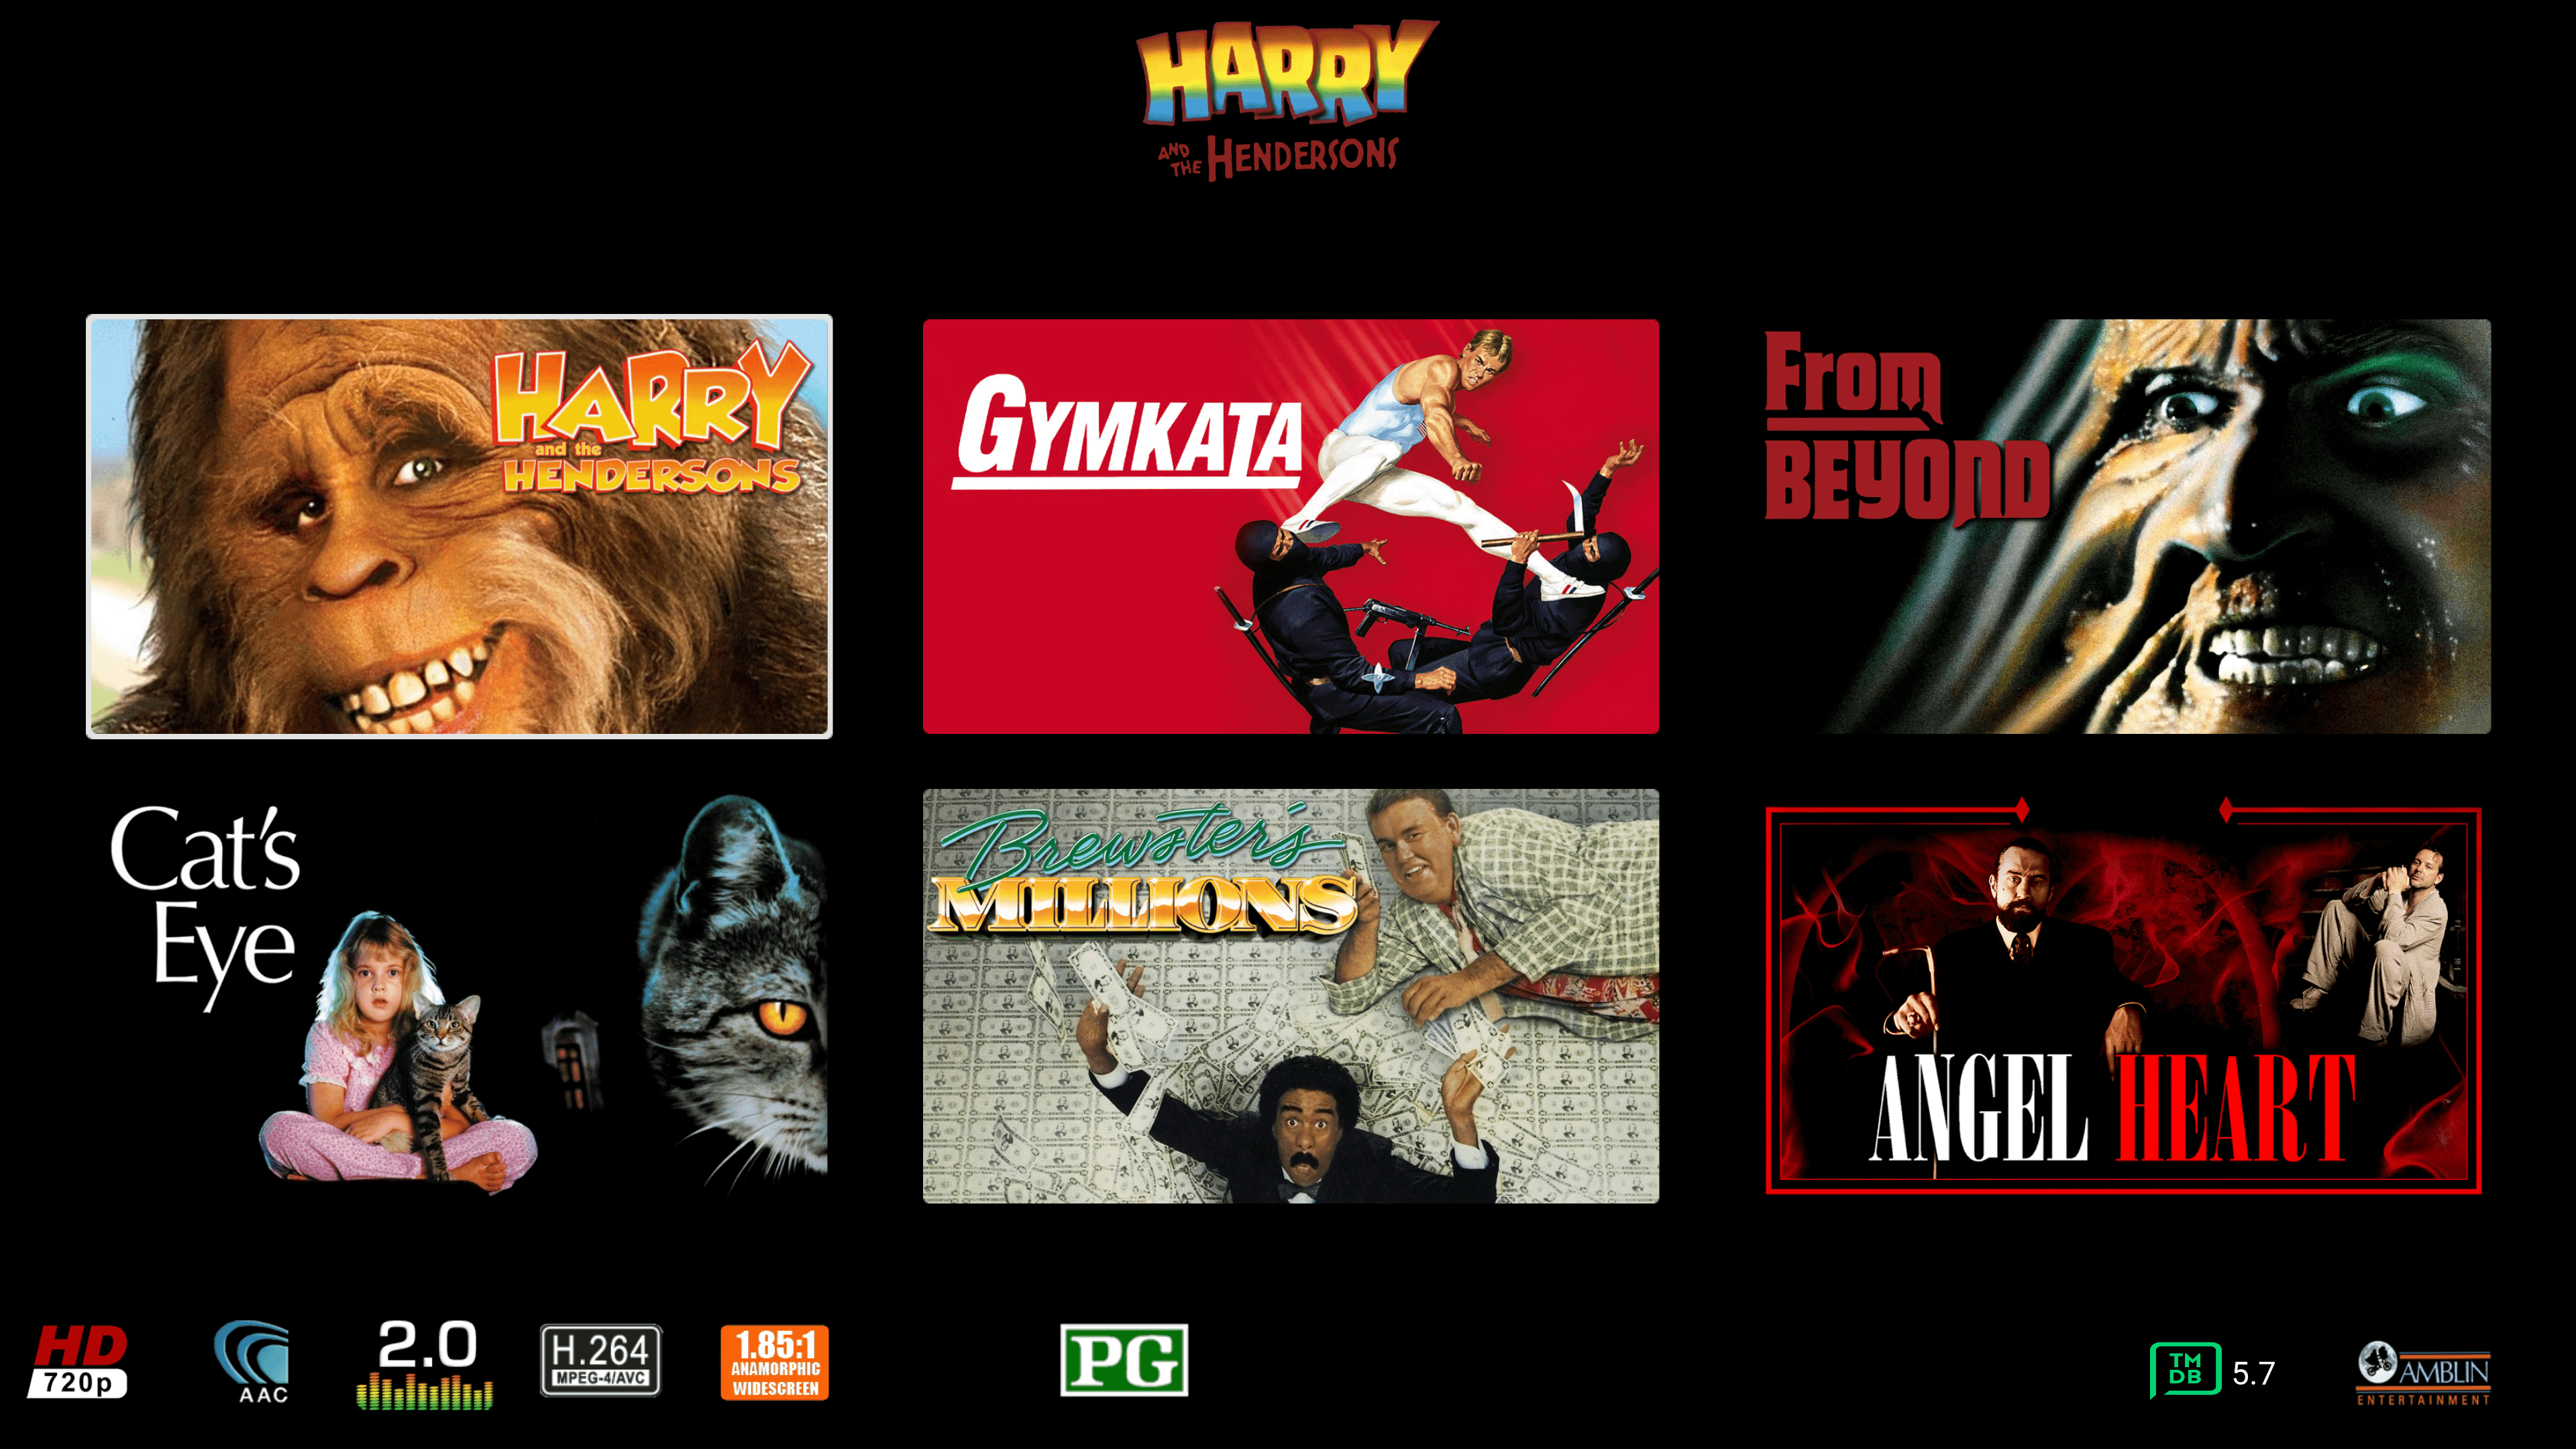 HARRY
AND THE HENDERSONS
HARRY
and the
HENDERSONS
GYMKATA
From
BEYOND
Cat's
Eye
Brewster's
MILLIONS
ANGEL HEART
HD
720p
AAC
2.0
H.264
MPEG-4/AVC
1.85:1
ANAMORPHIC
WIDESCREEN
PG
TM
DB
5.7
AMBLIN
ENTERTAINMENT